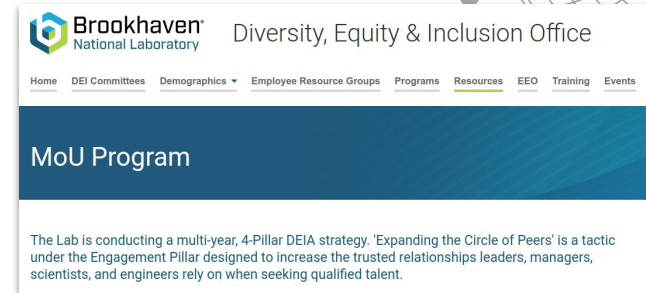 Brookhaven®
National Laboratory
Diversity, Equity & Inclusion Office
Home DEI Committees Demographics Employee Resource Groups Programs Resources EEO Training Events
MoU Program
The Lab is conducting a multi-year, 4-Pillar DEIA strategy. 'Expanding the Circle of Peers' is a tactic
under the Engagement Pillar designed to increase the trusted relationships leaders, managers,
scientists, and engineers rely on when seeking qualified talent.